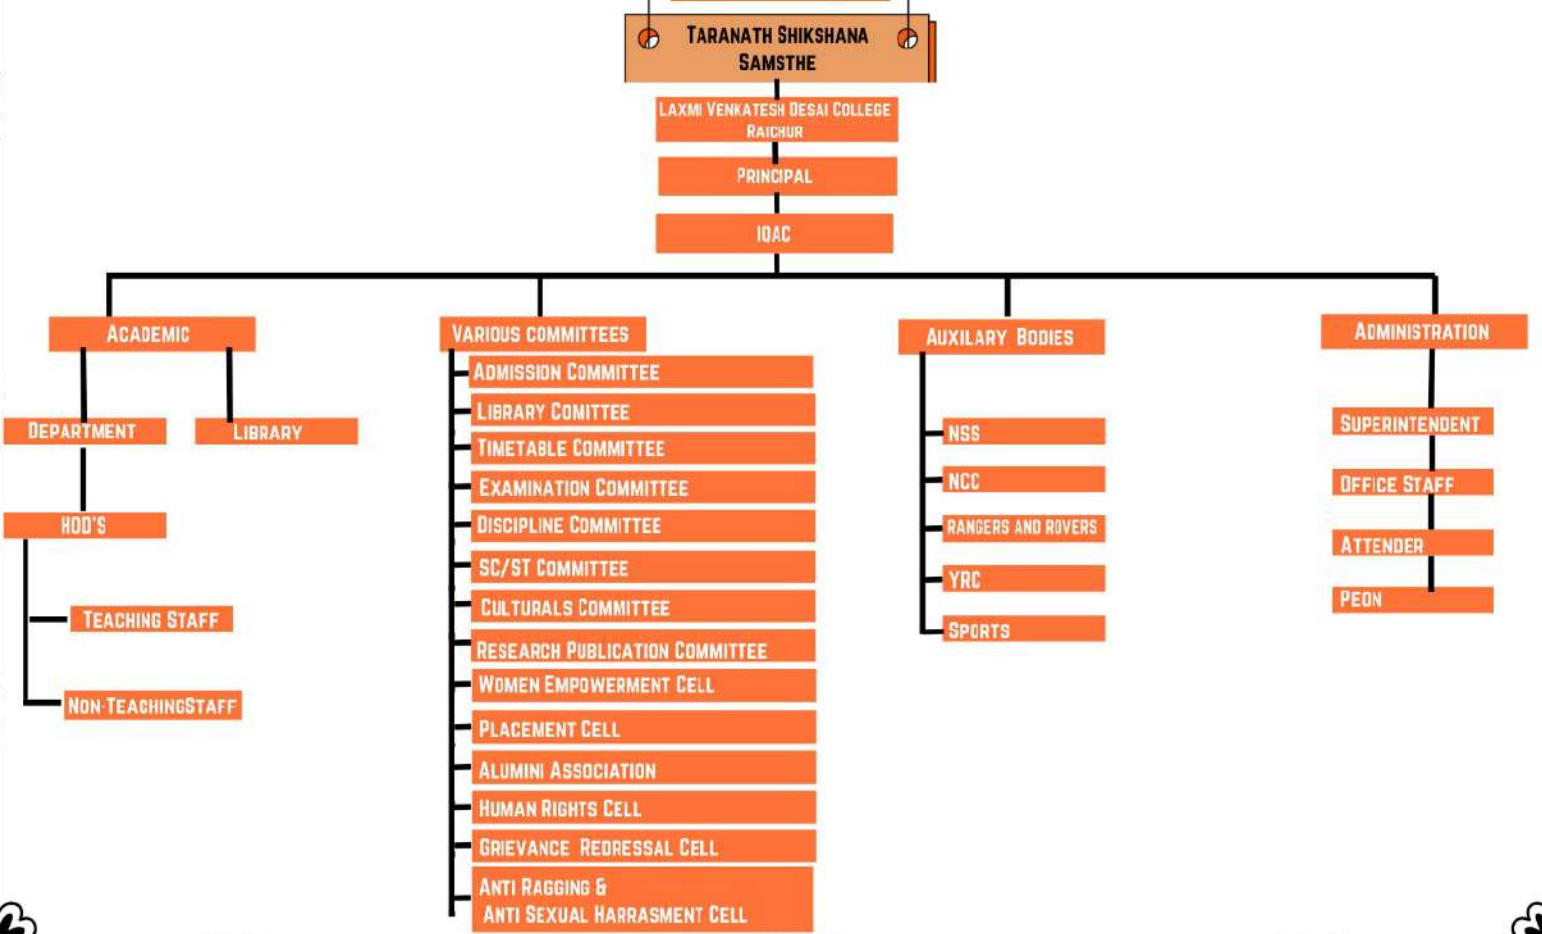 TARANATH SHIKSHANA
SAMSTHE
LAXMI VENKATESH DESAI COLLEGE
RAICHUR
PRINCIPAL
IQAC
ACADEMIC
DEPARTMENT
LIBRARY
HOD'S
TEACHING STAFF
NON-TEACHINGSTAFF
VARIOUS COMMITTEES
ADMISSION COMMITTEE
LIBRARY COMITTEE
TIMETABLE COMMITTEE
EXAMINATION COMMITTEE
DISCIPLINE COMMITTEE
SC/ST COMMITTEE
CULTURALS COMMITTEE
RESEARCH PUBLICATION COMMITTEE
WOMEN EMPOWERMENT CELL
PLACEMENT CELL
ALUMINI ASSOCIATION
HUMAN RIGHTS CELL
GRIEVANCE REDRESSAL CELL
ANTI RAGGING &
ANTI SEXUAL HARRASMENT CELL
AUXILARY BODIES
NSS
NCC
RANGERS AND ROVERS
YRC
SPORTS
ADMINISTRATION
SUPERINTENDENT
OFFICE STAFF
ATTENDER
PEON